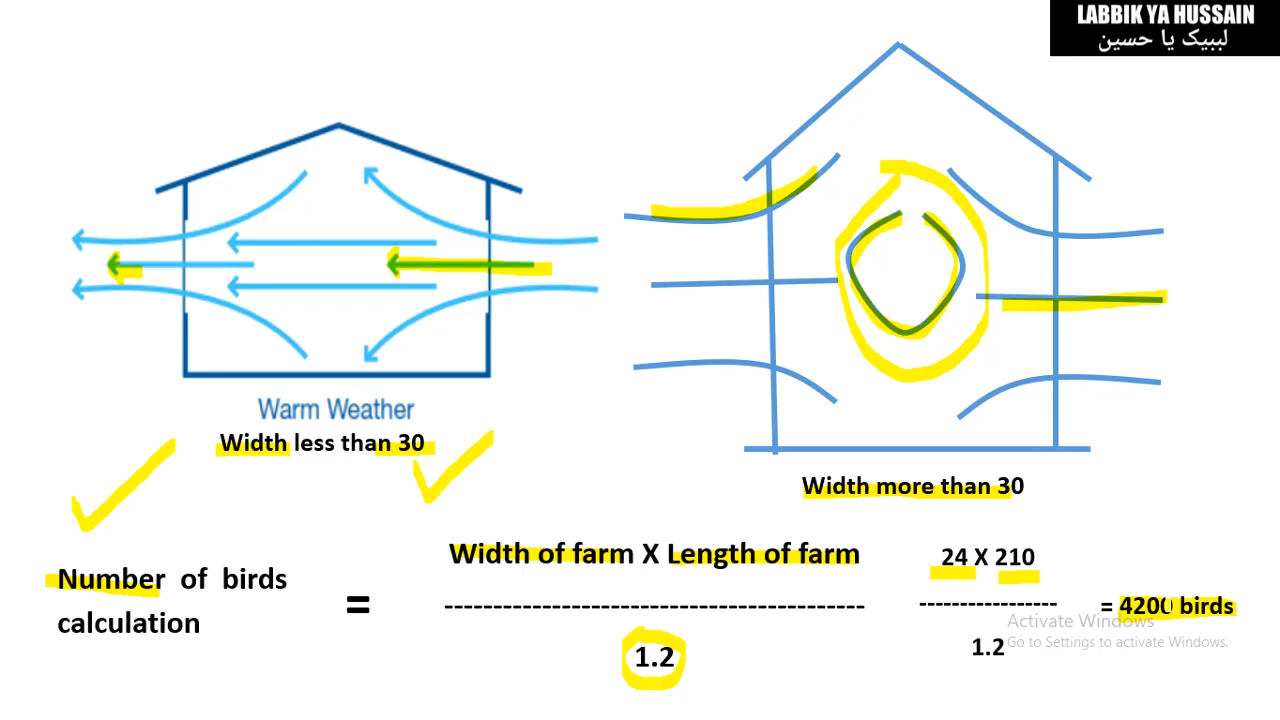 LABBIK YA HUSSAIN
لبیک یا حسین
Warm Weather
Width less than 30
Width more than 30
Number of birds
calculation
=
Width of farm X Length of farm
-----------------------------------------
1.2
24 X 210
-----------------
1.2
= 4200 birds
Activate Windows
Go to Settings to activate Windows.